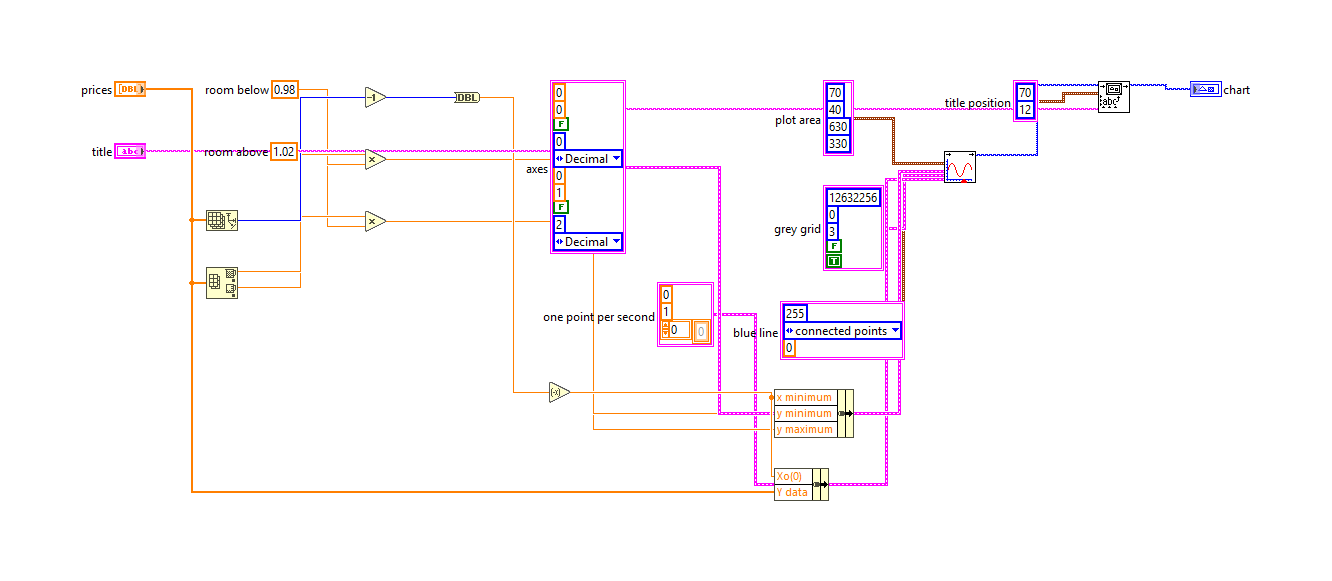 prices
DBL
title
abc
room below
0.98
room above
1.02
-1
×
×
DBL
axes
0
0
F
0
Decimal
0
1
F
2
Decimal
plot area
70
40
630
330
title position
70
12
abc
chart
grey grid
12632256
0
3
F
T
one point per second
0
1
0
0
blue line
255
connected points
0
-x
x minimum
y minimum
y maximum
Xo(0)
Y data